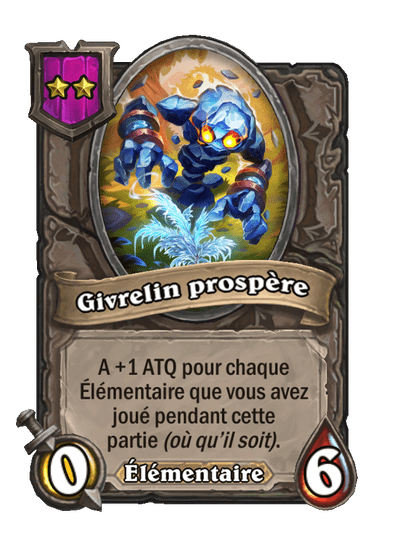 Givrelin prospère
A +1 ATQ pour chaque
Élémentaire que vous avez
joué pendant cette
partie (où qu'il soit).
0
Élémentaire
6